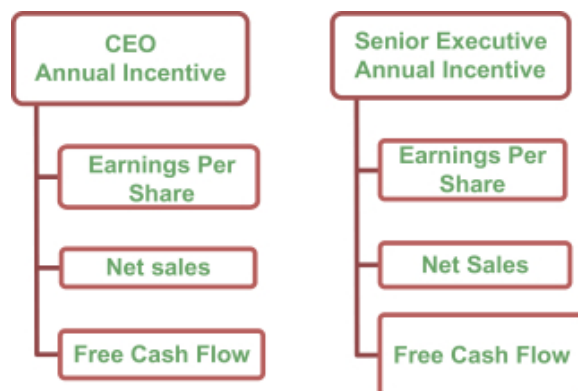 CEO
Annual Incentive
Earnings Per
Share
Net sales
Free Cash Flow
Senior Executive
Annual Incentive
Earnings Per
Share
Net Sales
Free Cash Flow